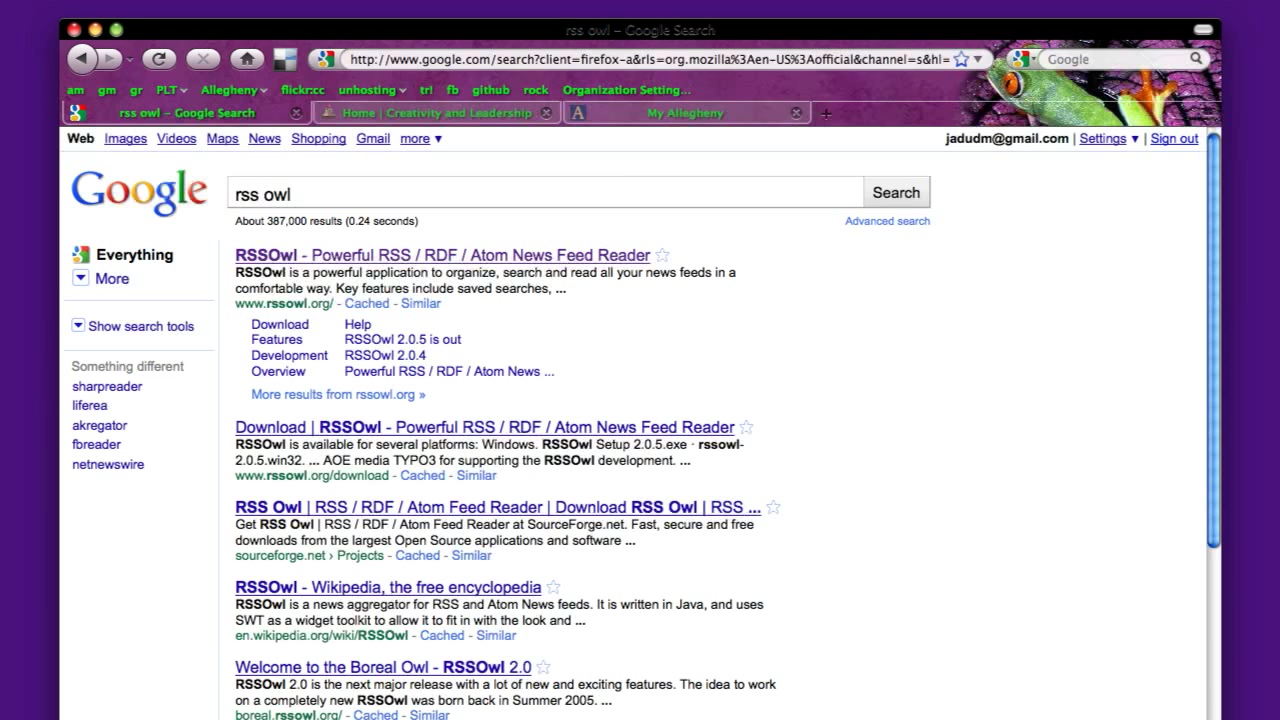 rss owl – Google Search
http://www.google.com/search?client=firefox-a&rls=org.mozilla%3Aen-US%3Aofficial&channel=s&hl=
Google
am gm gr PLT Allegheny flickr:cc unhosting tr! fb github rock Organization Setting...
rss owl – Google Search
Home | Creativity and Leadership
My Allegheny
Web Images Videos Maps News Shopping Gmail more ▼
jadudm@gmail.com | Settings ▼ | Sign out
Google
rss owl
Search
About 387,000 results (0.24 seconds)
Advanced search
Everything
More
Show search tools
Something different
sharpreader
liferea
akregator
fbreader
netnewswire
RSSOwl - Powerful RSS / RDF / Atom News Feed Reader
RSSOwl is a powerful application to organize, search and read all your news feeds in a
comfortable way. Key features include saved searches, ...
www.rssowl.org/ - Cached - Similar
Download Help
Features RSSOwl 2.0.5 is out
Development RSSOwl 2.0.4
Overview Powerful RSS / RDF / Atom News ...
More results from rssowl.org »
Download | RSSOwl - Powerful RSS / RDF / Atom News Feed Reader
RSSOwl is available for several platforms: Windows. RSSOwl Setup 2.0.5.exe · rssowl-
2.0.5.win32. ... AOE media TYPO3 for supporting the RSSOwl development. ...
www.rssowl.org/download - Cached - Similar
RSS Owl | RSS / RDF / Atom Feed Reader | Download RSS Owl | RSS ...
Get RSS Owl | RSS / RDF / Atom Feed Reader at SourceForge.net. Fast, secure and free
downloads from the largest Open Source applications and software ...
sourceforge.net › Projects - Cached - Similar
RSSOwl - Wikipedia, the free encyclopedia
RSSOwl is a news aggregator for RSS and Atom News feeds. It is written in Java, and uses
SWT as a widget toolkit to allow it to fit in with the look and ...
en.wikipedia.org/wiki/RSSOwl - Cached - Similar
Welcome to the Boreal Owl - RSSOwl 2.0
RSSOwl 2.0 is the next major release with a lot of new and exciting features. The idea to work
on a completely new RSSOwl was born back in Summer 2005. ...
boreal.rssowl.org/ - Cached - Similar